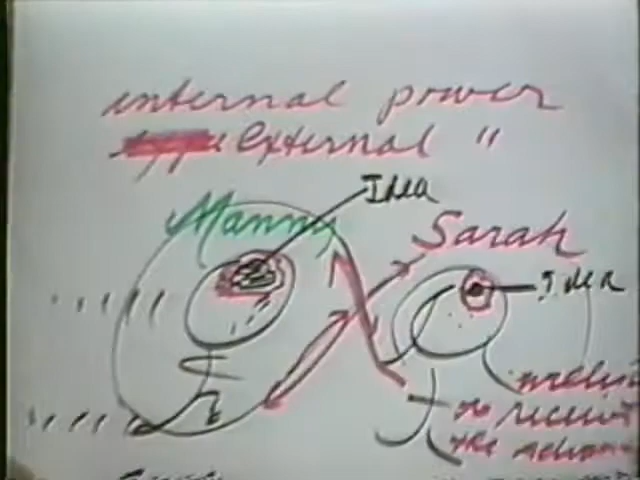 internal power
external "
Idea
Manny
Sarah
Idea
to receive
the